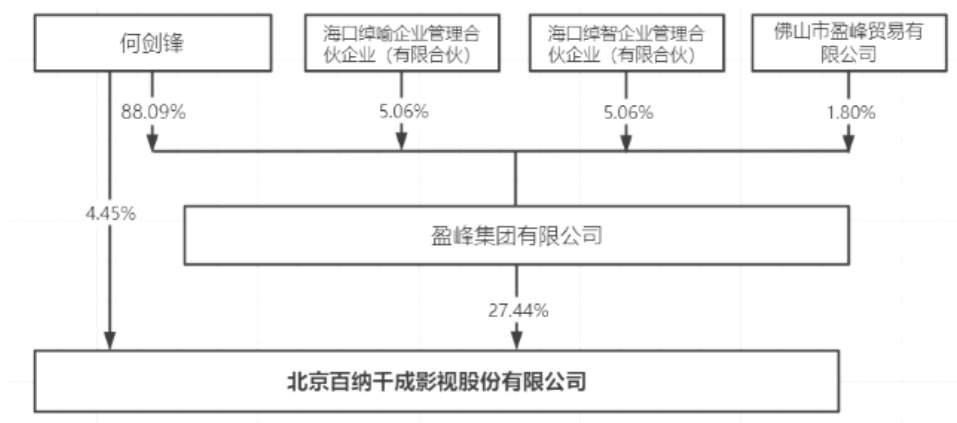 何剑锋
海口绰喻企业管理合
伙企业（有限合伙）
海口绰智企业管理合
伙企业（有限合伙）
佛山市盈峰贸易有
限公司
88.09%
5.06%
5.06%
1.80%
4.45%
盈峰集团有限公司
27.44%
北京百纳千成影视股份有限公司